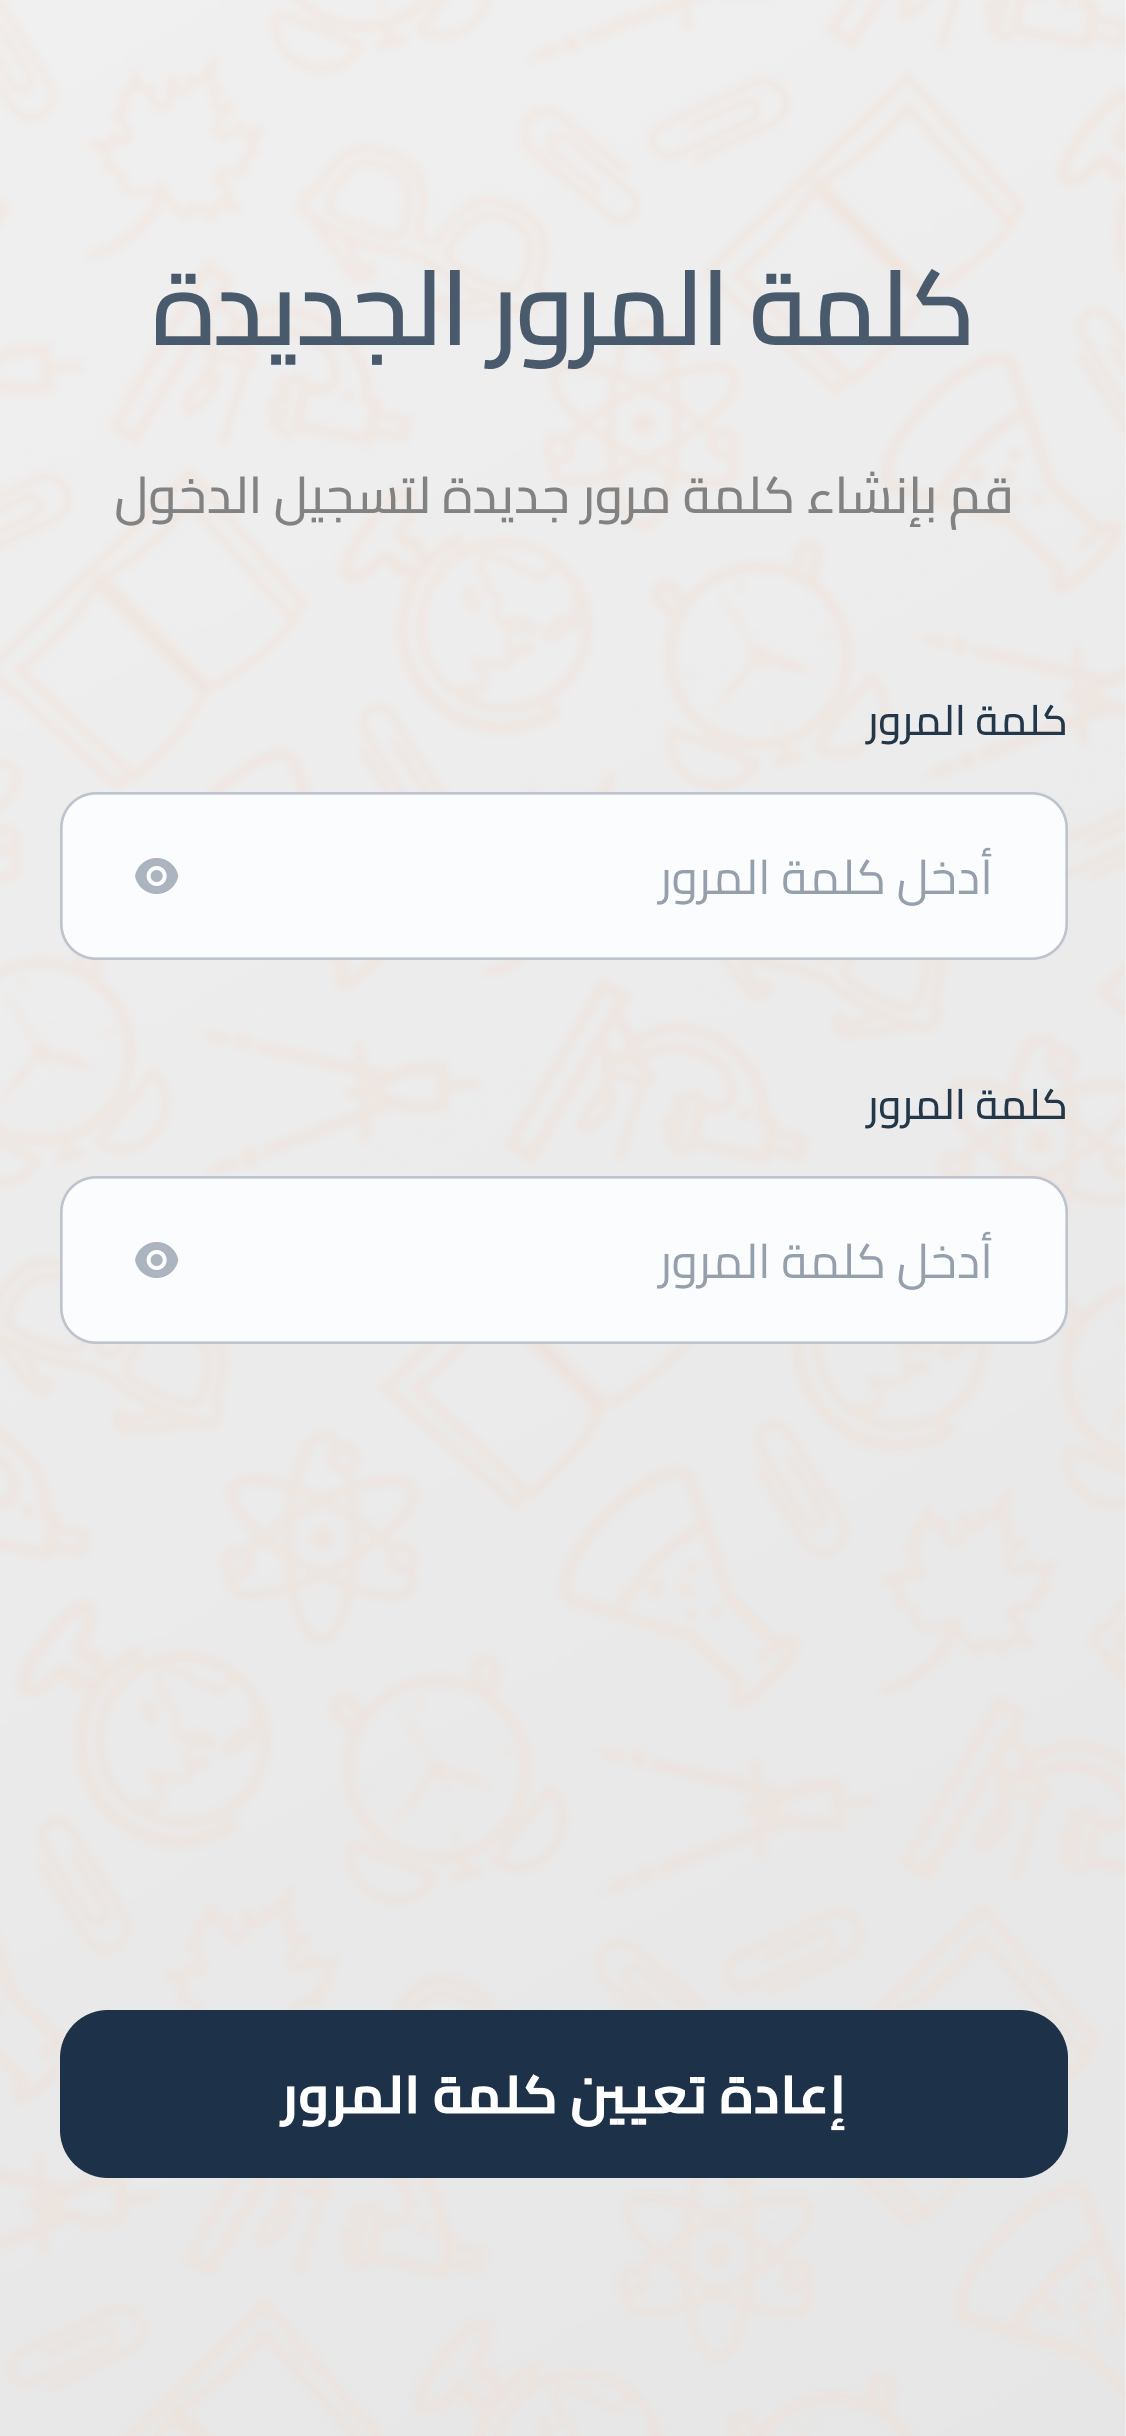 كلمة المرور الجديدة
قم بإنشاء كلمة مرور جديدة لتسجيل الدخول
كلمة المرور
أدخل كلمة المرور
كلمة المرور
أدخل كلمة المرور
إعادة تعيين كلمة المرور